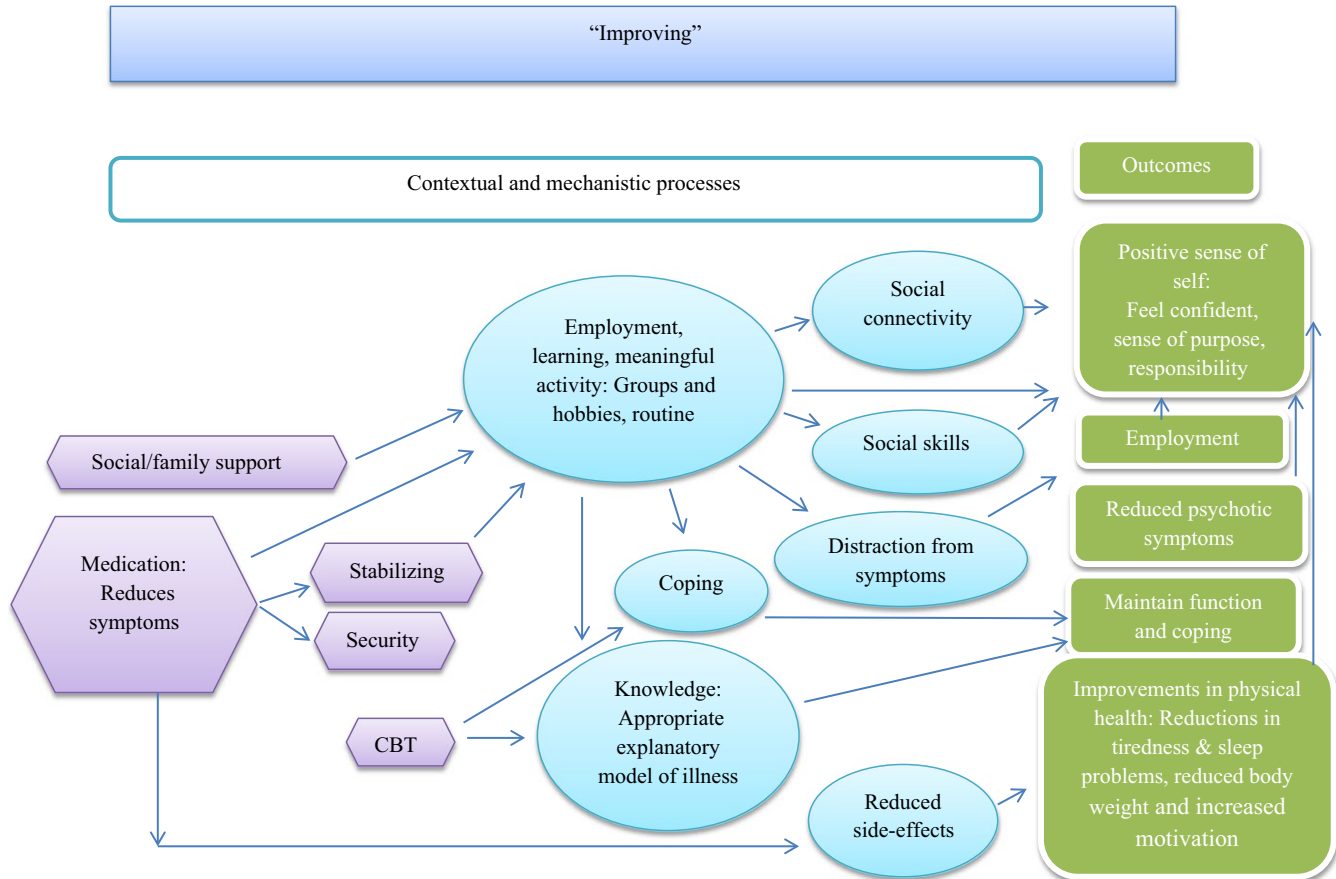 “Improving”
Contextual and mechanistic processes
Outcomes
Positive sense of
self:
Feel confident,
sense of purpose,
responsibility
Social
connectivity
Employment,
learning, meaningful
activity: Groups and
hobbies, routine
Employment
Social skills
Social/family support
Reduced psychotic
symptoms
Distraction from
symptoms
Medication:
Reduces
symptoms
Stabilizing
Coping
Maintain function
and coping
Security
Knowledge:
Appropriate
explanatory
model of illness
Improvements in physical
health: Reductions in
tiredness & sleep
problems, reduced body
weight and increased
motivation
CBT
Reduced
side-effects